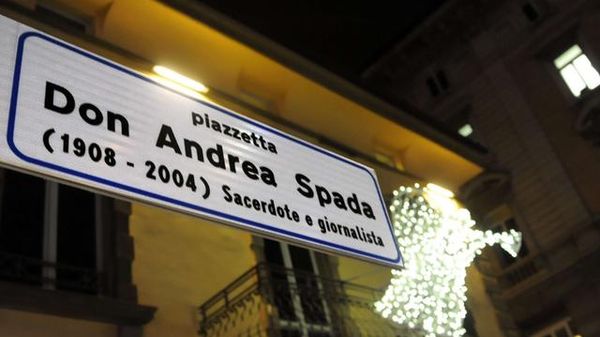 piazzetta
Don Andrea Spada
(1908 - 2004) Sacerdote e giornalista